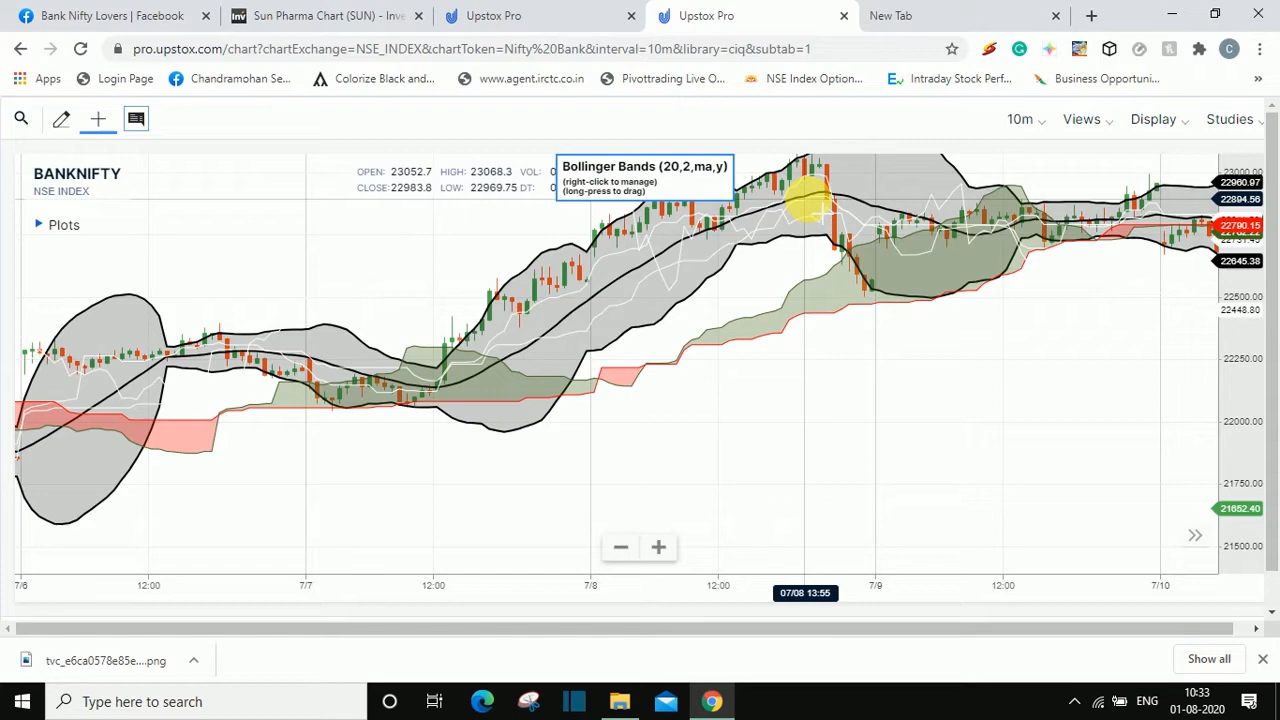 Bank Nifty Lovers | Facebook
Sun Pharma Chart (SUN) - Inve
Upstox Pro
Upstox Pro
New Tab
pro.upstox.com/chart?chartExchange=NSE_INDEX&chartToken=Nifty%20Bank&interval=10m&library=ciq&subtab=1
C
Apps
Login Page
Chandramohan Se...
Colorize Black and...
www.agent.irctc.co.in
Pivottrading Live O...
NSE Index Option...
Intraday Stock Perf...
Business Opportuni...
»
10m
Views
Display
Studies
BANKNIFTY
NSE INDEX
OPEN: 23052.7 HIGH: 23068.3 VOL: 0
CLOSE: 22983.8 LOW: 22969.75 DT: 0
Bollinger Bands (20,2,ma,y)
(right-click to manage)
(long-press to drag)
Plots
23000.00
22960.97
22894.56
22790.15
22645.38
22500.00
22448.80
22250.00
22000.00
21750.00
21652.40
21500.00
7/6
12:00
7/7
12:00
7/8
12:00
7/9
12:00
7/10
07/08 13:55
tvc_e6ca0578e85e....png
Show all
Type here to search
ENG
10:33
01-08-2020